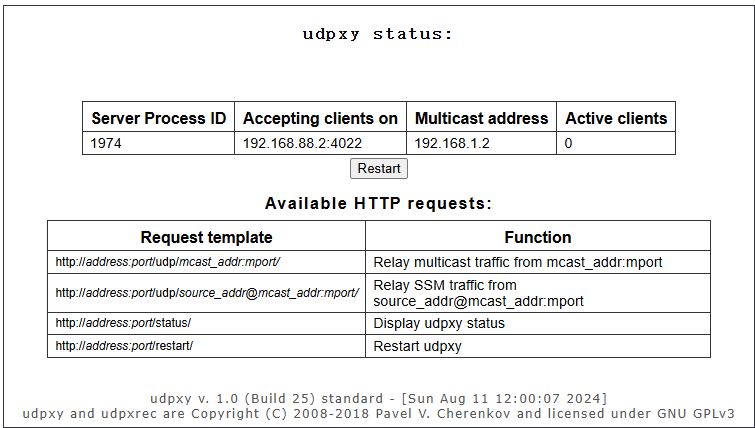 udpxy status:
Server Process ID Accepting clients on Multicast address Active clients
1974 192.168.88.2:4022 192.168.1.2 0
Restart
Available HTTP requests:
Request template Function
http://address:port/udp/mcast_addr:mport/ Relay multicast traffic from mcast_addr:mport
http://address:port/udp/source_addr@mcast_addr:mport/ Relay SSM traffic from
source_addr@mcast_addr:mport
http://address:port/status/ Display udpxy status
http://address:port/restart/ Restart udpxy
udpxy v. 1.0 (Build 25) standard - [Sun Aug 11 12:00:07 2024]
udpxy and udpxrec are Copyright (C) 2008-2018 Pavel V. Cherenkov and licensed under GNU GPLv3